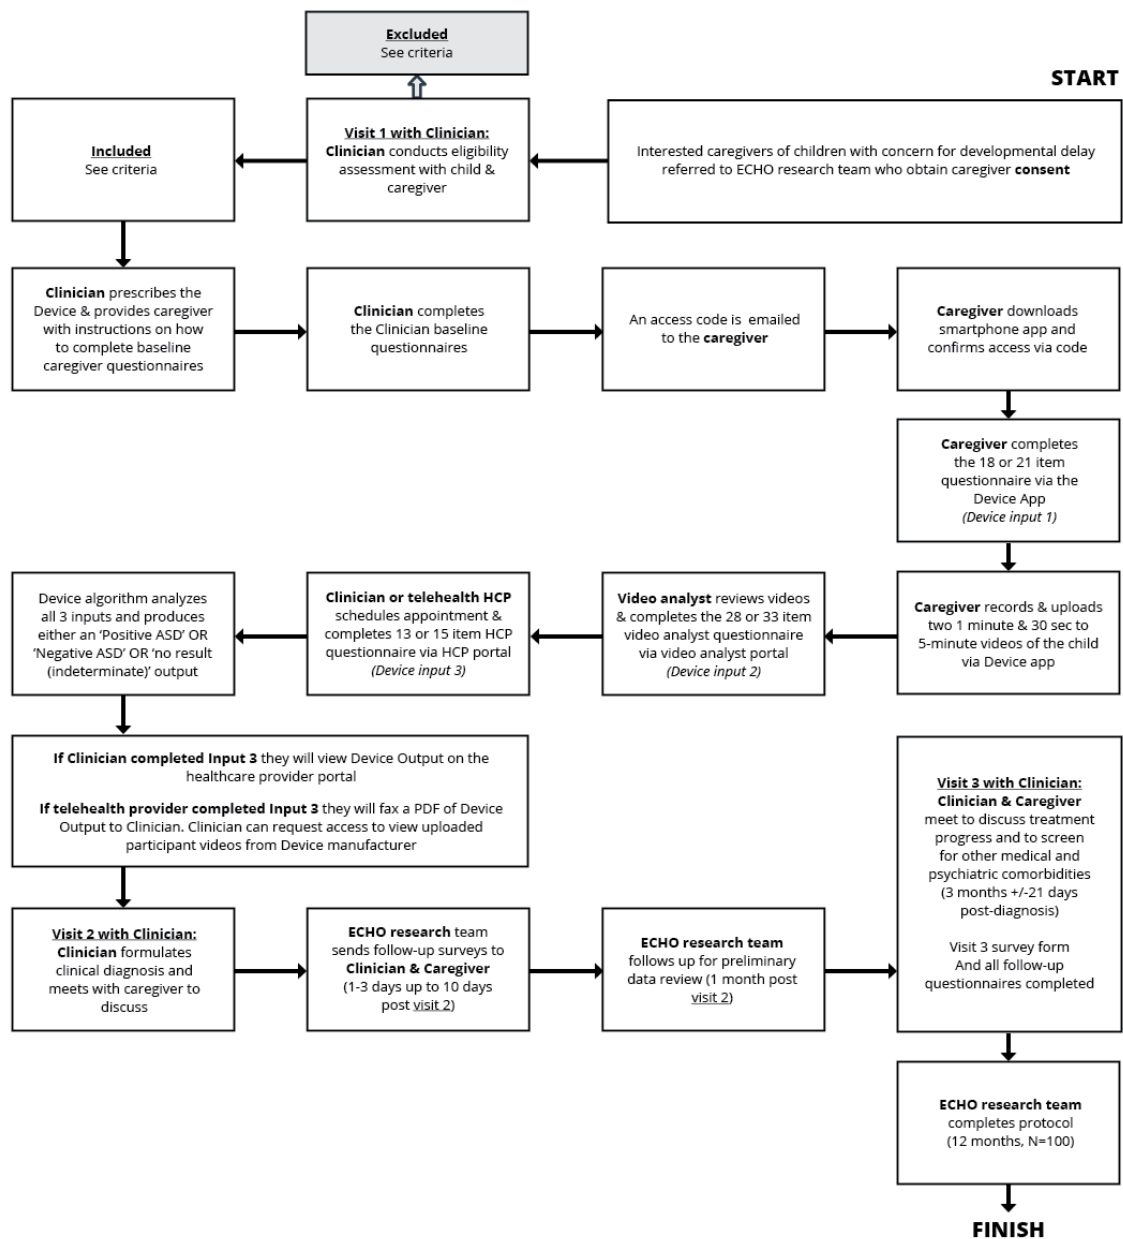 START
Interested caregivers of children with concern for developmental delay
referred to ECHO research team who obtain caregiver consent
Visit 1 with Clinician:
Clinician conducts eligibility
assessment with child &
caregiver
Excluded
See criteria
Included
See criteria
Clinician prescribes the
Device & provides caregiver
with instructions on how
to complete baseline
caregiver questionnaires
Clinician completes
the Clinician baseline
questionnaires
An access code is emailed
to the caregiver
Caregiver downloads
smartphone app and
confirms access via code
Caregiver completes
the 18 or 21 item
questionnaire via the
Device App
(Device input 1)
Caregiver records & uploads
two 1 minute & 30 sec to
5-minute videos of the child
via Device app
Video analyst reviews videos
& completes the 28 or 33 item
video analyst questionnaire
via video analyst portal
(Device input 2)
Clinician or telehealth HCP
schedules appointment &
completes 13 or 15 item HCP
questionnaire via HCP portal
(Device input 3)
Device algorithm analyzes
all 3 inputs and produces
either an ‘Positive ASD’ OR
‘Negative ASD’ OR ‘no result
(indeterminate)’ output
If Clinician completed Input 3 they will view Device Output on the
healthcare provider portal
If telehealth provider completed Input 3 they will fax a PDF of Device
Output to Clinician. Clinician can request access to view uploaded
participant videos from Device manufacturer
Visit 2 with Clinician:
Clinician formulates
clinical diagnosis and
meets with caregiver to
discuss
ECHO research team
sends follow-up surveys to
Clinician & Caregiver
(1-3 days up to 10 days
post visit 2)
ECHO research team
follows up for preliminary
data review (1 month post
visit 2)
Visit 3 with Clinician:
Clinician & Caregiver
meet to discuss treatment
progress and to screen
for other medical and
psychiatric comorbidities
(3 months +/-21 days
post-diagnosis)
Visit 3 survey form
And all follow-up
questionnaires completed
ECHO research team
completes protocol
(12 months, N=100)
FINISH